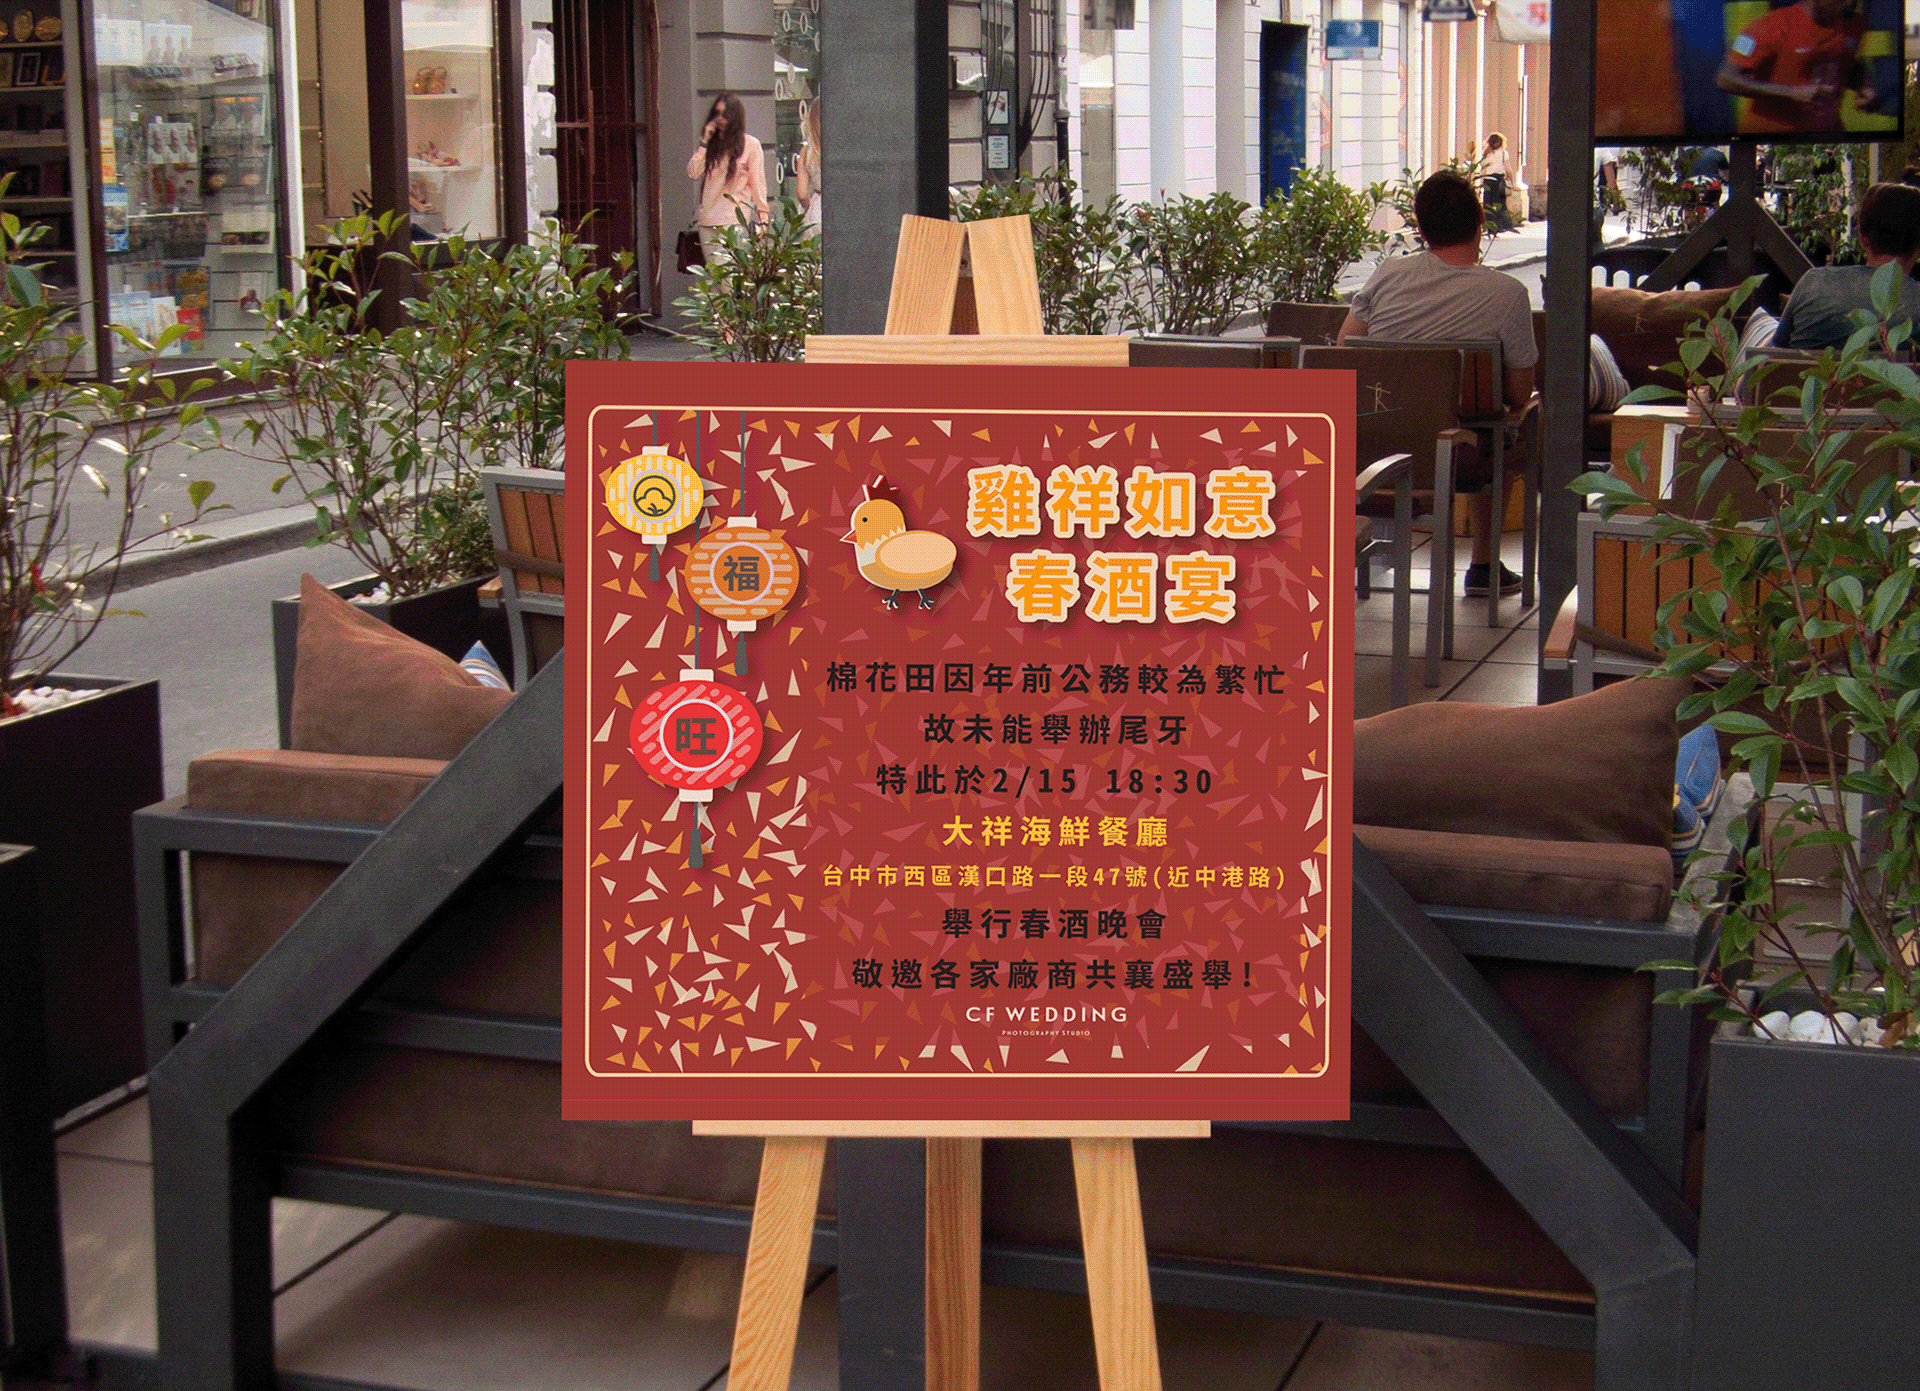 雞祥如意
春酒宴
福
旺
棉花田因年前公務較為繁忙
故未能舉辦尾牙
特此於2/15 18:30
大祥海鮮餐廳
台中市西區漢口路一段47號(近中港路)
舉行春酒晚會
敬邀各家廠商共襄盛舉!
CF WEDDING
PHOTOGRAPHY STUDIO